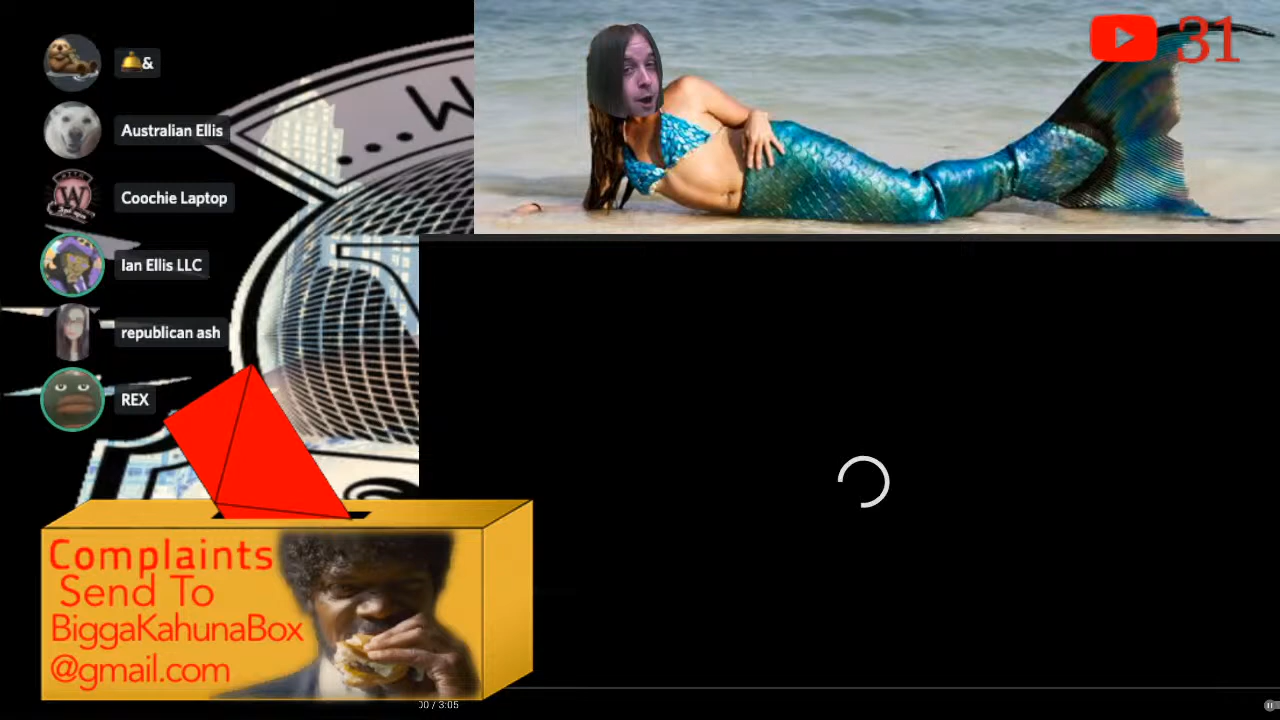 🛎️&
Australian Ellis
Coochie Laptop
Ian Ellis LLC
republican ash
REX
...W
W
31
Complaints
Send To
BiggaKahunaBox
@gmail.com
00 / 3:05